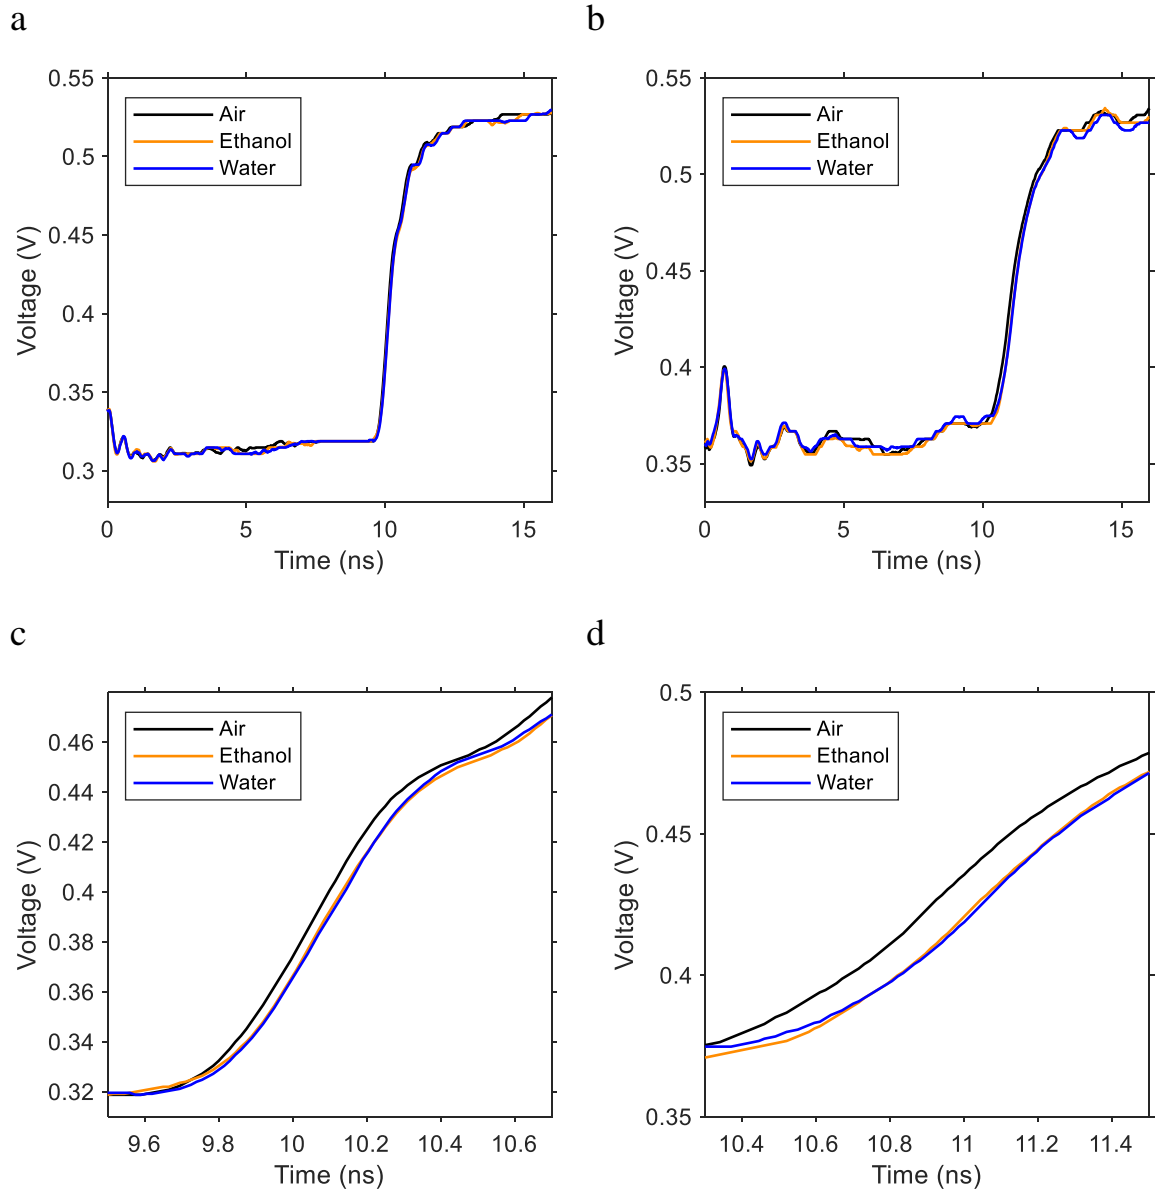 a
0.55
0.5
0.45
0.4
0.35
0.3
Voltage (V)
Air
Ethanol
Water
0 5 10 15
Time (ns)
b
0.55
0.5
0.45
0.4
0.35
Voltage (V)
Air
Ethanol
Water
0 5 10 15
Time (ns)
c
0.46
0.44
0.42
0.4
0.38
0.36
0.34
0.32
Voltage (V)
Air
Ethanol
Water
9.6 9.8 10 10.2 10.4 10.6
Time (ns)
d
0.5
0.45
0.4
0.35
Voltage (V)
Air
Ethanol
Water
10.4 10.6 10.8 11 11.2 11.4
Time (ns)